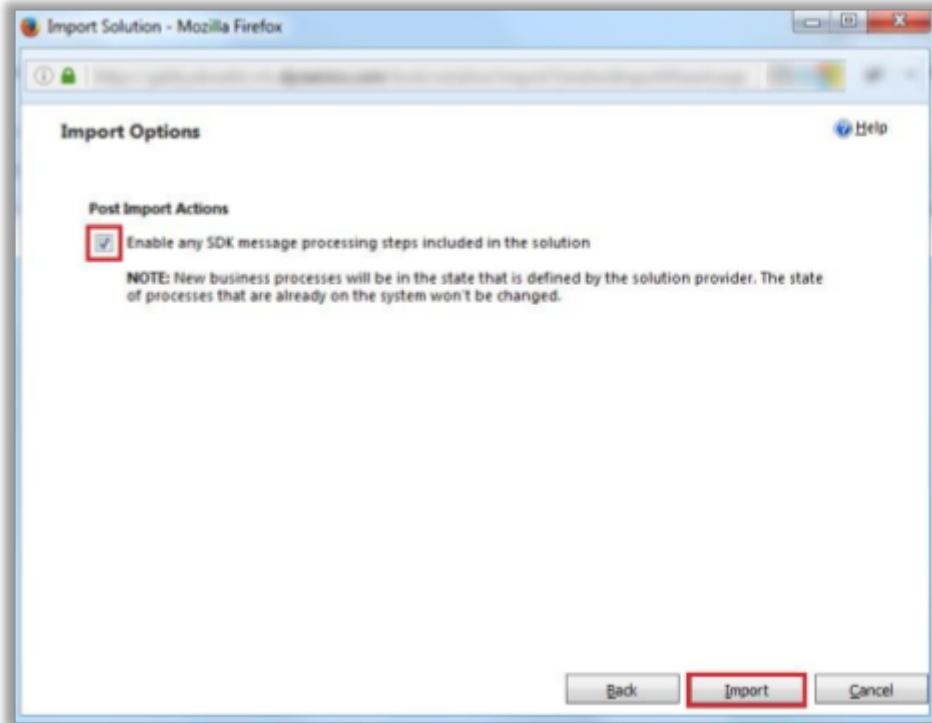 Import Solution - Mozilla Firefox
Import Options
Help
Post Import Actions
Enable any SDK message processing steps included in the solution
NOTE: New business processes will be in the state that is defined by the solution provider. The state
of processes that are already on the system won't be changed.
Back
Import
Cancel